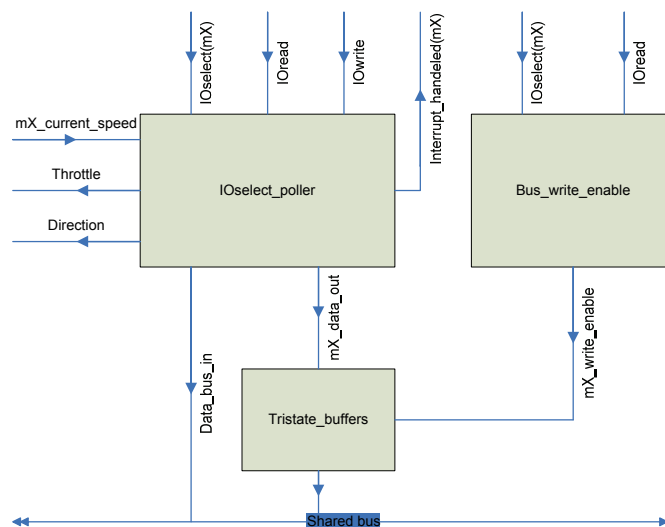 IOselect(mX)
IOread
IOwrite
Interrupt_handeled(mX)
IOselect(mX)
IOread
mX_current_speed
Throttle
Direction
IOselect_poller
Bus_write_enable
Data_bus_in
mX_data_out
mX_write_enable
Tristate_buffers
Shared bus